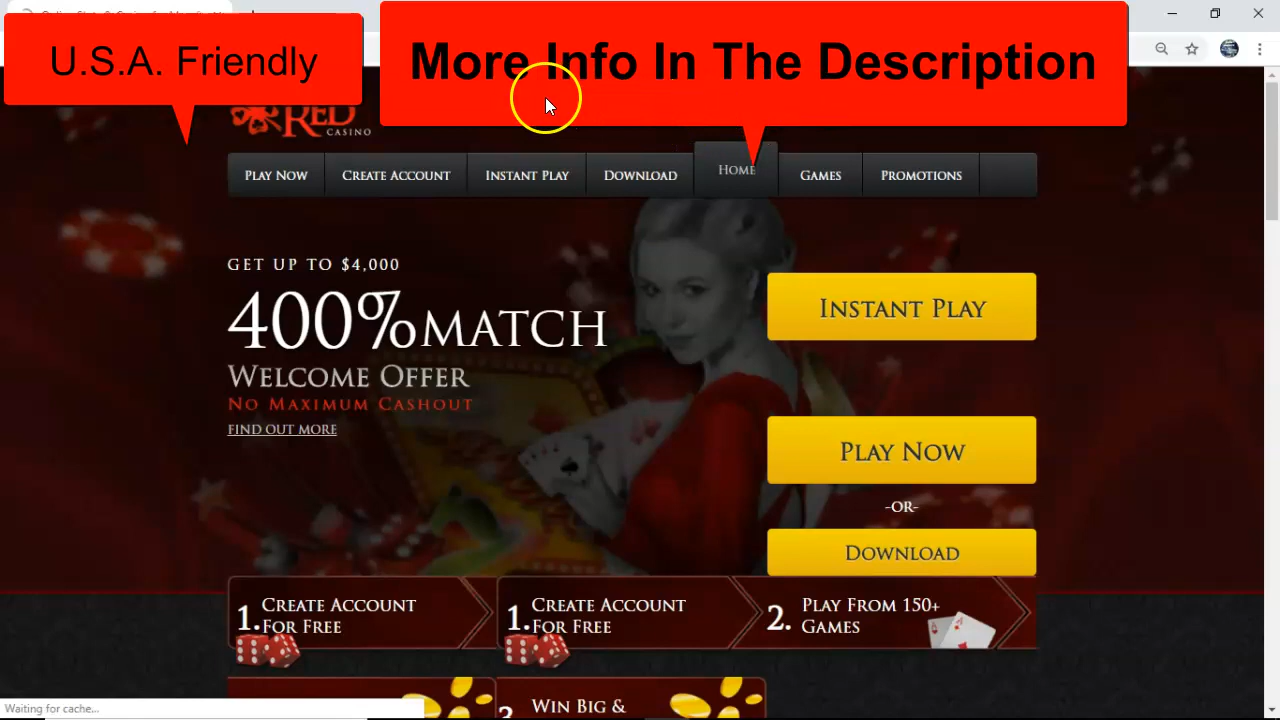 U.S.A. Friendly
More Info In The Description
RED
CASINO
PLAY NOW
CREATE ACCOUNT
INSTANT PLAY
DOWNLOAD
HOME
GAMES
PROMOTIONS
GET UP TO $4,000
400% MATCH
WELCOME OFFER
NO MAXIMUM CASHOUT
FIND OUT MORE
INSTANT PLAY
PLAY NOW
-OR-
DOWNLOAD
1. CREATE ACCOUNT
FOR FREE
1. CREATE ACCOUNT
FOR FREE
2. PLAY FROM 150+
GAMES
WIN BIG &
Waiting for cache...